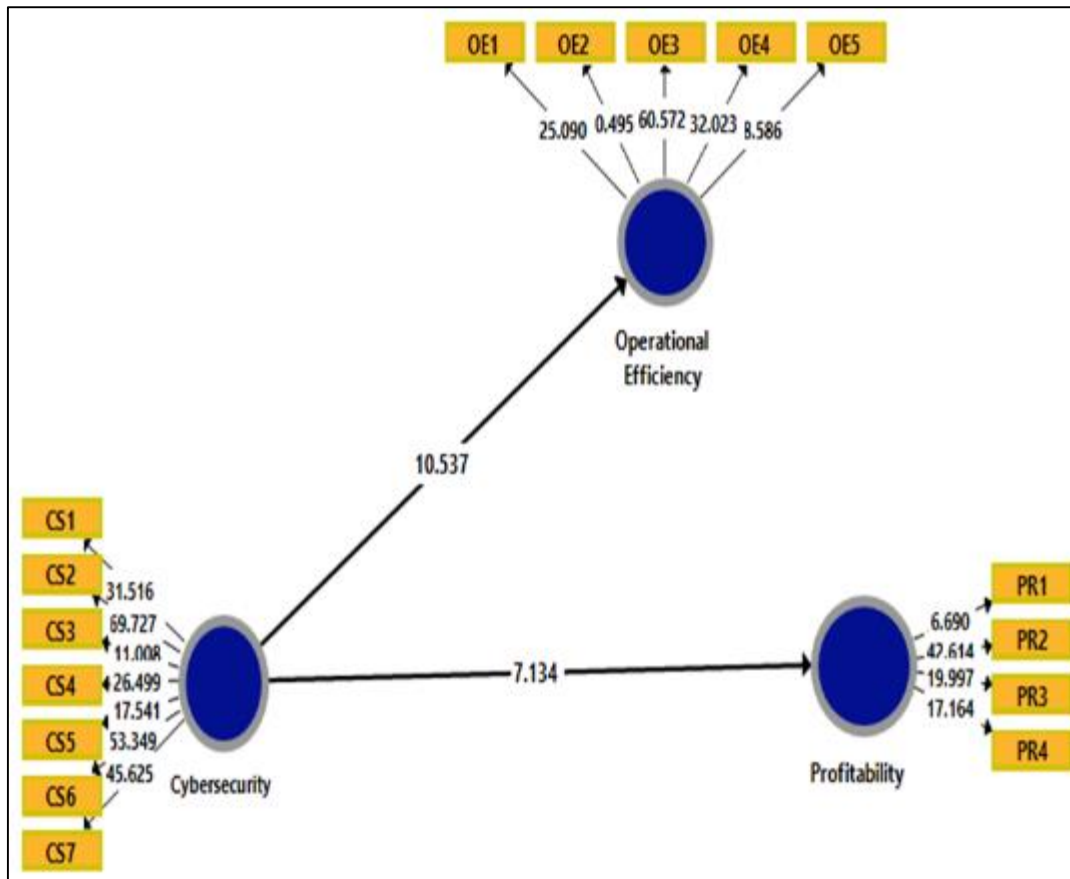 OE1 OE2 OE3 OE4 OE5
25.090 0.495 60.572 32.023 8.586
Operational
Efficiency
10.537
CS1
CS2
CS3
CS4
CS5
CS6
CS7
31.516
69.727
11.008
26.499
17.541
53.349
45.625
Cybersecurity
7.134
6.690
42.614
19.997
17.164
PR1
PR2
PR3
PR4
Profitability